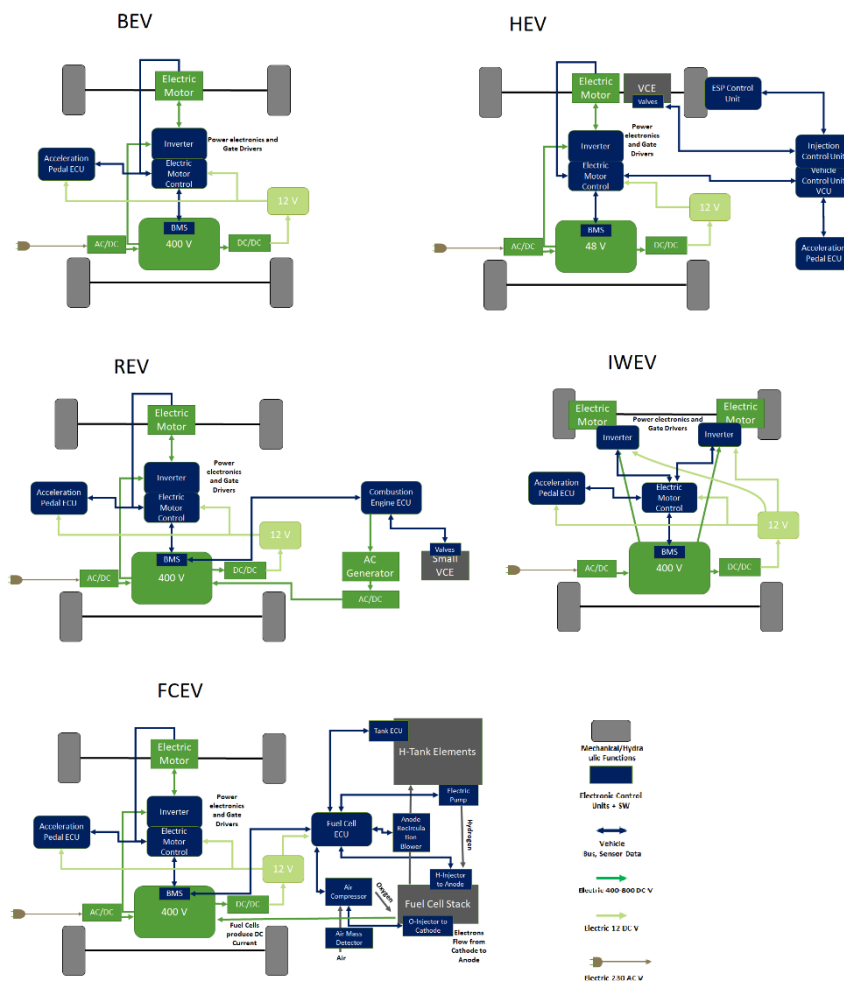 BEV
Electric
Motor
Inverter
Power electronics and
Gate Drivers
Acceleration
Pedal ECU
Electric
Motor
Control
12 V
BMS
400 V
AC/DC
DC/DC
HEV
Electric
Motor
VCE
Valves
ESP Control
Unit
Power
electronics
and Gate
Drivers
Inverter
Electric
Motor
Control
Injection
Control Unit
Vehicle
Control Unit
VCU
12 V
BMS
48 V
AC/DC
DC/DC
Acceleration
Pedal ECU
REV
Electric
Motor
Inverter
Power
electronics
and Gate
Drivers
Acceleration
Pedal ECU
Electric
Motor
Control
Combustion
Engine ECU
12 V
BMS
400 V
AC/DC
DC/DC
Valves
Small
VCE
AC
Generator
AC/DC
IWEV
Electric
Motor
Electric
Motor
Power electronics and
Gate Drivers
Inverter
Inverter
Acceleration
Pedal ECU
Electric
Motor
Control
12 V
BMS
400 V
AC/DC
DC/DC
FCEV
Electric
Motor
Inverter
Power
electronics
and Gate
Drivers
Acceleration
Pedal ECU
Electric
Motor
Control
12 V
BMS
400 V
AC/DC
DC/DC
Fuel Cells
produce DC
Current
Tank ECU
H-Tank Elements
Electric
Pump
Fuel Cell
ECU
Anode
Recircula
tion
Blower
Hydrogen
H-Injector
to Anode
Air
Compressor
Oxygen
Fuel Cell Stack
O-Injector to
Cathode
Air Mass
Detector
Air
Electrons
Flow from
Cathode to
Anode
Mechanical/Hydra
ulic Functions
Electronic Control
Units + SW
Vehicle
Bus, Sensor Data
Electric 400-800 DC V
Electric 12 DC V
Electric 230 AC V